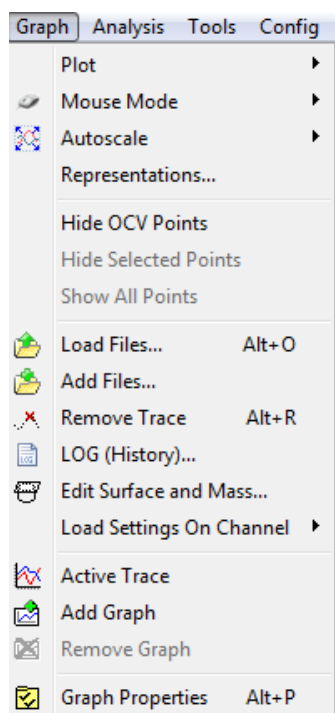 Graph Analysis Tools Config
Plot
Mouse Mode
Autoscale
Representations...
Hide OCV Points
Hide Selected Points
Show All Points
Load Files... Alt+O
Add Files...
Remove Trace Alt+R
LOG (History)...
Edit Surface and Mass...
Load Settings On Channel
Active Trace
Add Graph
Remove Graph
Graph Properties Alt+P